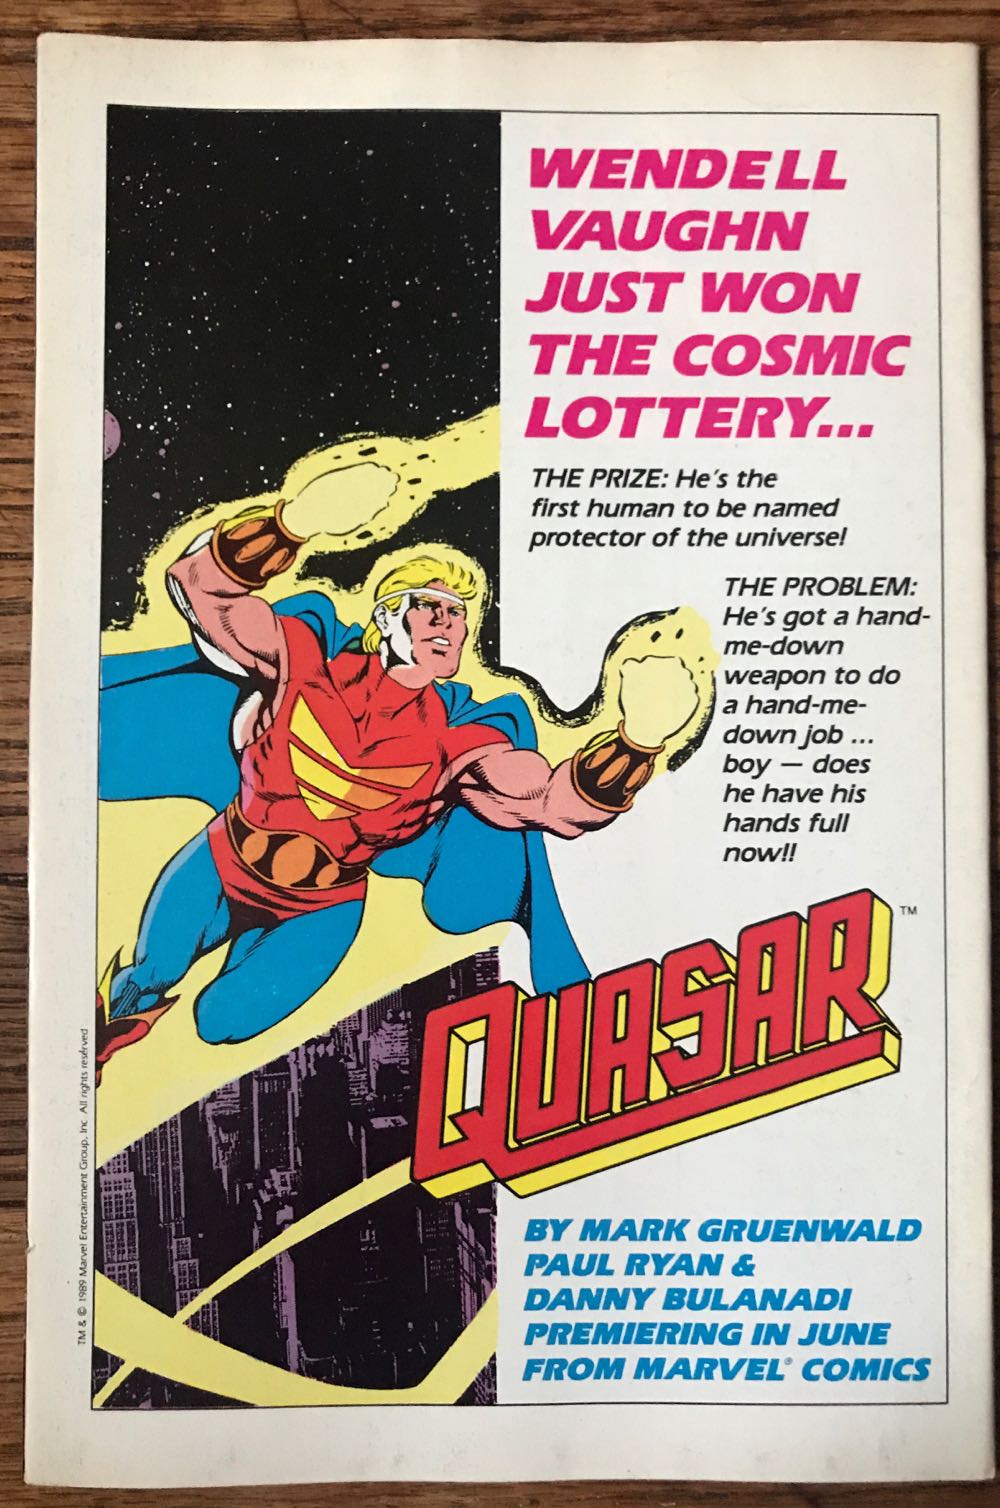 WENDELL
VAUGHN
JUST WON
THE COSMIC
LOTTERY...
THE PRIZE: He's the
first human to be named
protector of the universe!
THE PROBLEM:
He's got a hand-
me-down
weapon to do
a hand-me-
down job ...
boy — does
he have his
hands full
now!!
QUASAR TM
BY MARK GRUENWALD
PAUL RYAN &
DANNY BULANADI
PREMIERING IN JUNE
FROM MARVEL® COMICS
TM & © 1989 Marvel Entertainment Group, Inc. All rights reserved